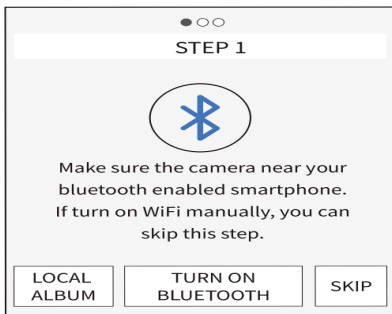 STEP 1
Make sure the camera near your
bluetooth enabled smartphone.
If turn on WiFi manually, you can
skip this step.
LOCAL
ALBUM
TURN ON
BLUETOOTH
SKIP